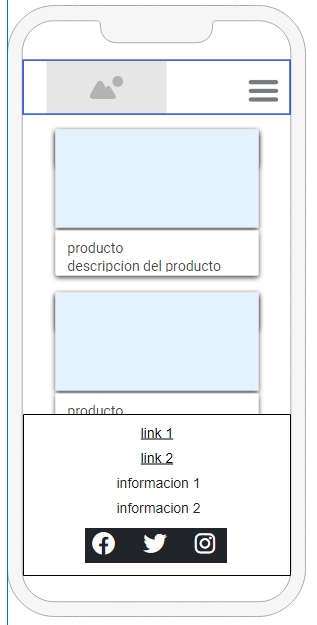 producto
descripcion del producto
producto
link 1
link 2
informacion 1
informacion 2